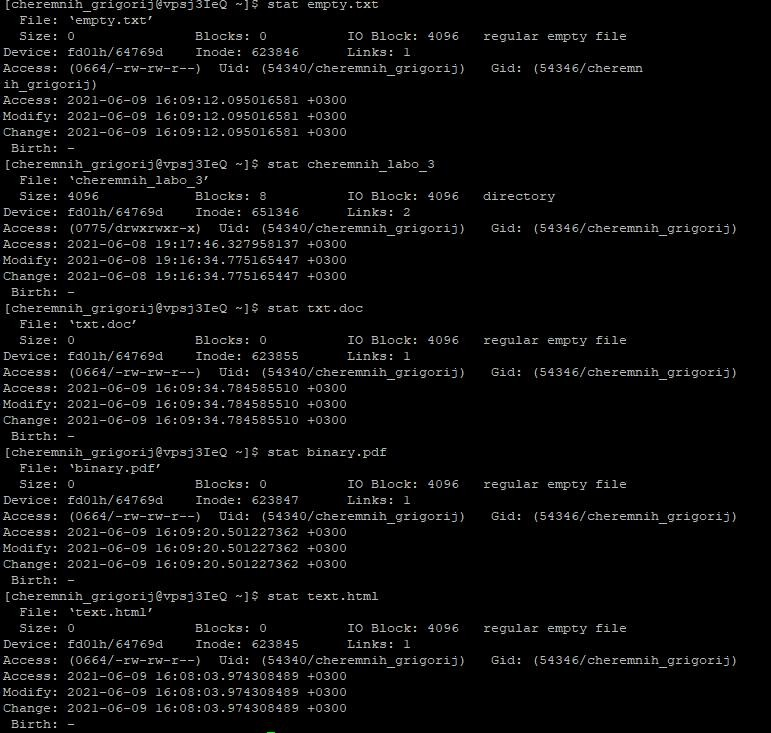 [cheremnih_grigorij@vpsj3IeQ ~]$ stat empty.txt
  File: ‘empty.txt’
  Size: 0               Blocks: 0          IO Block: 4096   regular empty file
Device: fd01h/64769d    Inode: 623846      Links: 1
Access: (0664/-rw-rw-r--)  Uid: (54340/cheremnih_grigorij)   Gid: (54346/cheremn
ih_grigorij)
Access: 2021-06-09 16:09:12.095016581 +0300
Modify: 2021-06-09 16:09:12.095016581 +0300
Change: 2021-06-09 16:09:12.095016581 +0300
 Birth: -
[cheremnih_grigorij@vpsj3IeQ ~]$ stat cheremnih_labo_3
  File: ‘cheremnih_labo_3’
  Size: 4096            Blocks: 8          IO Block: 4096   directory
Device: fd01h/64769d    Inode: 651346      Links: 2
Access: (0775/drwxrwxr-x)  Uid: (54340/cheremnih_grigorij)   Gid: (54346/cheremnih_grigorij)
Access: 2021-06-08 19:17:46.327958137 +0300
Modify: 2021-06-08 19:16:34.775165447 +0300
Change: 2021-06-08 19:16:34.775165447 +0300
 Birth: -
[cheremnih_grigorij@vpsj3IeQ ~]$ stat txt.doc
  File: ‘txt.doc’
  Size: 0               Blocks: 0          IO Block: 4096   regular empty file
Device: fd01h/64769d    Inode: 623855      Links: 1
Access: (0664/-rw-rw-r--)  Uid: (54340/cheremnih_grigorij)   Gid: (54346/cheremnih_grigorij)
Access: 2021-06-09 16:09:34.784585510 +0300
Modify: 2021-06-09 16:09:34.784585510 +0300
Change: 2021-06-09 16:09:34.784585510 +0300
 Birth: -
[cheremnih_grigorij@vpsj3IeQ ~]$ stat binary.pdf
  File: ‘binary.pdf’
  Size: 0               Blocks: 0          IO Block: 4096   regular empty file
Device: fd01h/64769d    Inode: 623847      Links: 1
Access: (0664/-rw-rw-r--)  Uid: (54340/cheremnih_grigorij)   Gid: (54346/cheremnih_grigorij)
Access: 2021-06-09 16:09:20.501227362 +0300
Modify: 2021-06-09 16:09:20.501227362 +0300
Change: 2021-06-09 16:09:20.501227362 +0300
 Birth: -
[cheremnih_grigorij@vpsj3IeQ ~]$ stat text.html
  File: ‘text.html’
  Size: 0               Blocks: 0          IO Block: 4096   regular empty file
Device: fd01h/64769d    Inode: 623845      Links: 1
Access: (0664/-rw-rw-r--)  Uid: (54340/cheremnih_grigorij)   Gid: (54346/cheremnih_grigorij)
Access: 2021-06-09 16:08:03.974308489 +0300
Modify: 2021-06-09 16:08:03.974308489 +0300
Change: 2021-06-09 16:08:03.974308489 +0300
 Birth: -